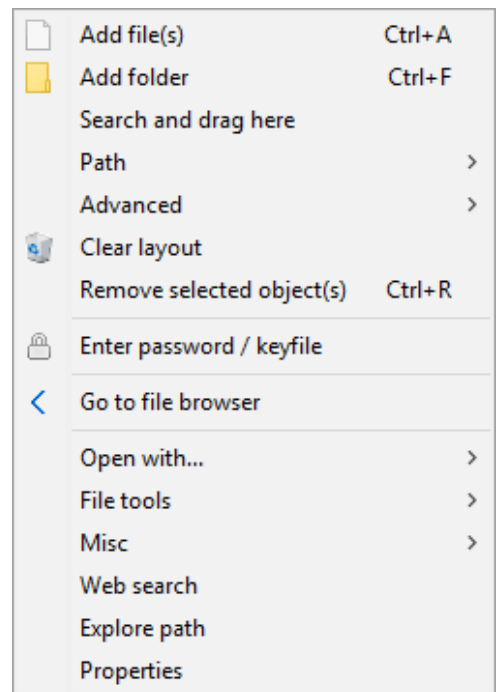 Add file(s) Ctrl+A
Add folder Ctrl+F
Search and drag here
Path
Advanced
Clear layout
Remove selected object(s) Ctrl+R
Enter password / keyfile
Go to file browser
Open with...
File tools
Misc
Web search
Explore path
Properties